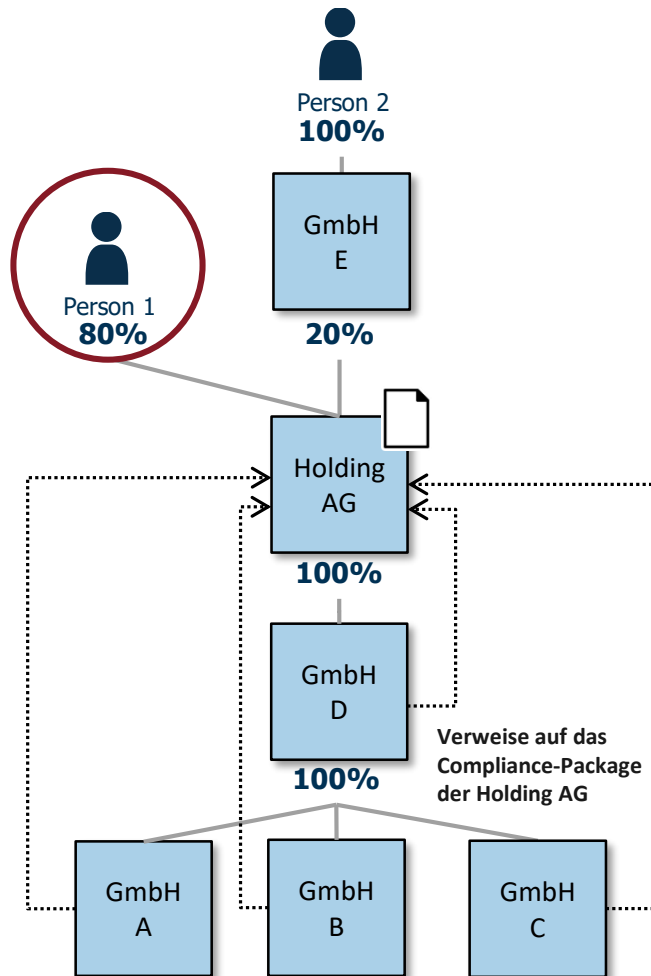 Person 2
100%
GmbH
E
Person 1
80%
20%
Holding
AG
100%
GmbH
D
Verweise auf das
Compliance-Package
der Holding AG
100%
GmbH
A
GmbH
B
GmbH
C